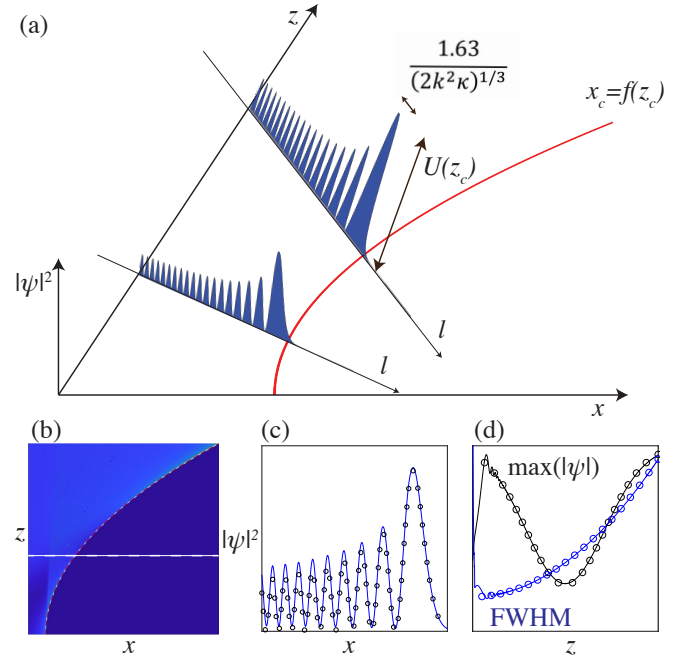 (a)
z
1.63
(2k²κ)^{1/3}
x_c=f(z_c)
U(z_c)
|ψ|²
l
l
x
(b)
(c)
(d)
max(|ψ|)
z
|ψ|²
FWHM
x
x
z